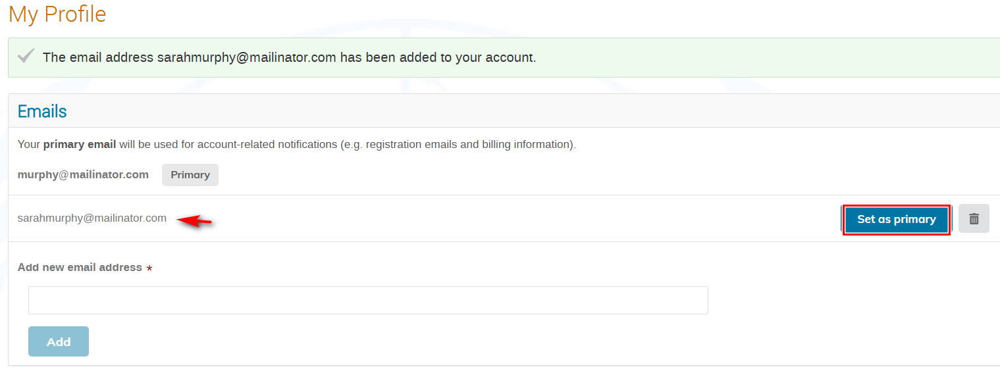 My Profile
The email address sarahmurphy@mailinator.com has been added to your account.
Emails
Your primary email will be used for account-related notifications (e.g. registration emails and billing information).
murphy@mailinator.com Primary
sarahmurphy@mailinator.com Set as primary
Add new email address *
Add